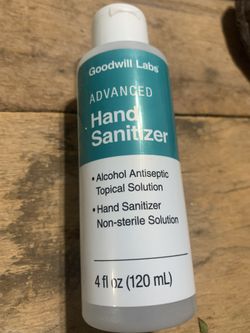 Goodwill Labs®
ADVANCED
Hand
Sanitizer
• Alcohol Antiseptic
Topical Solution
• Hand Sanitizer
Non-sterile Solution
4 fl oz (120 mL)